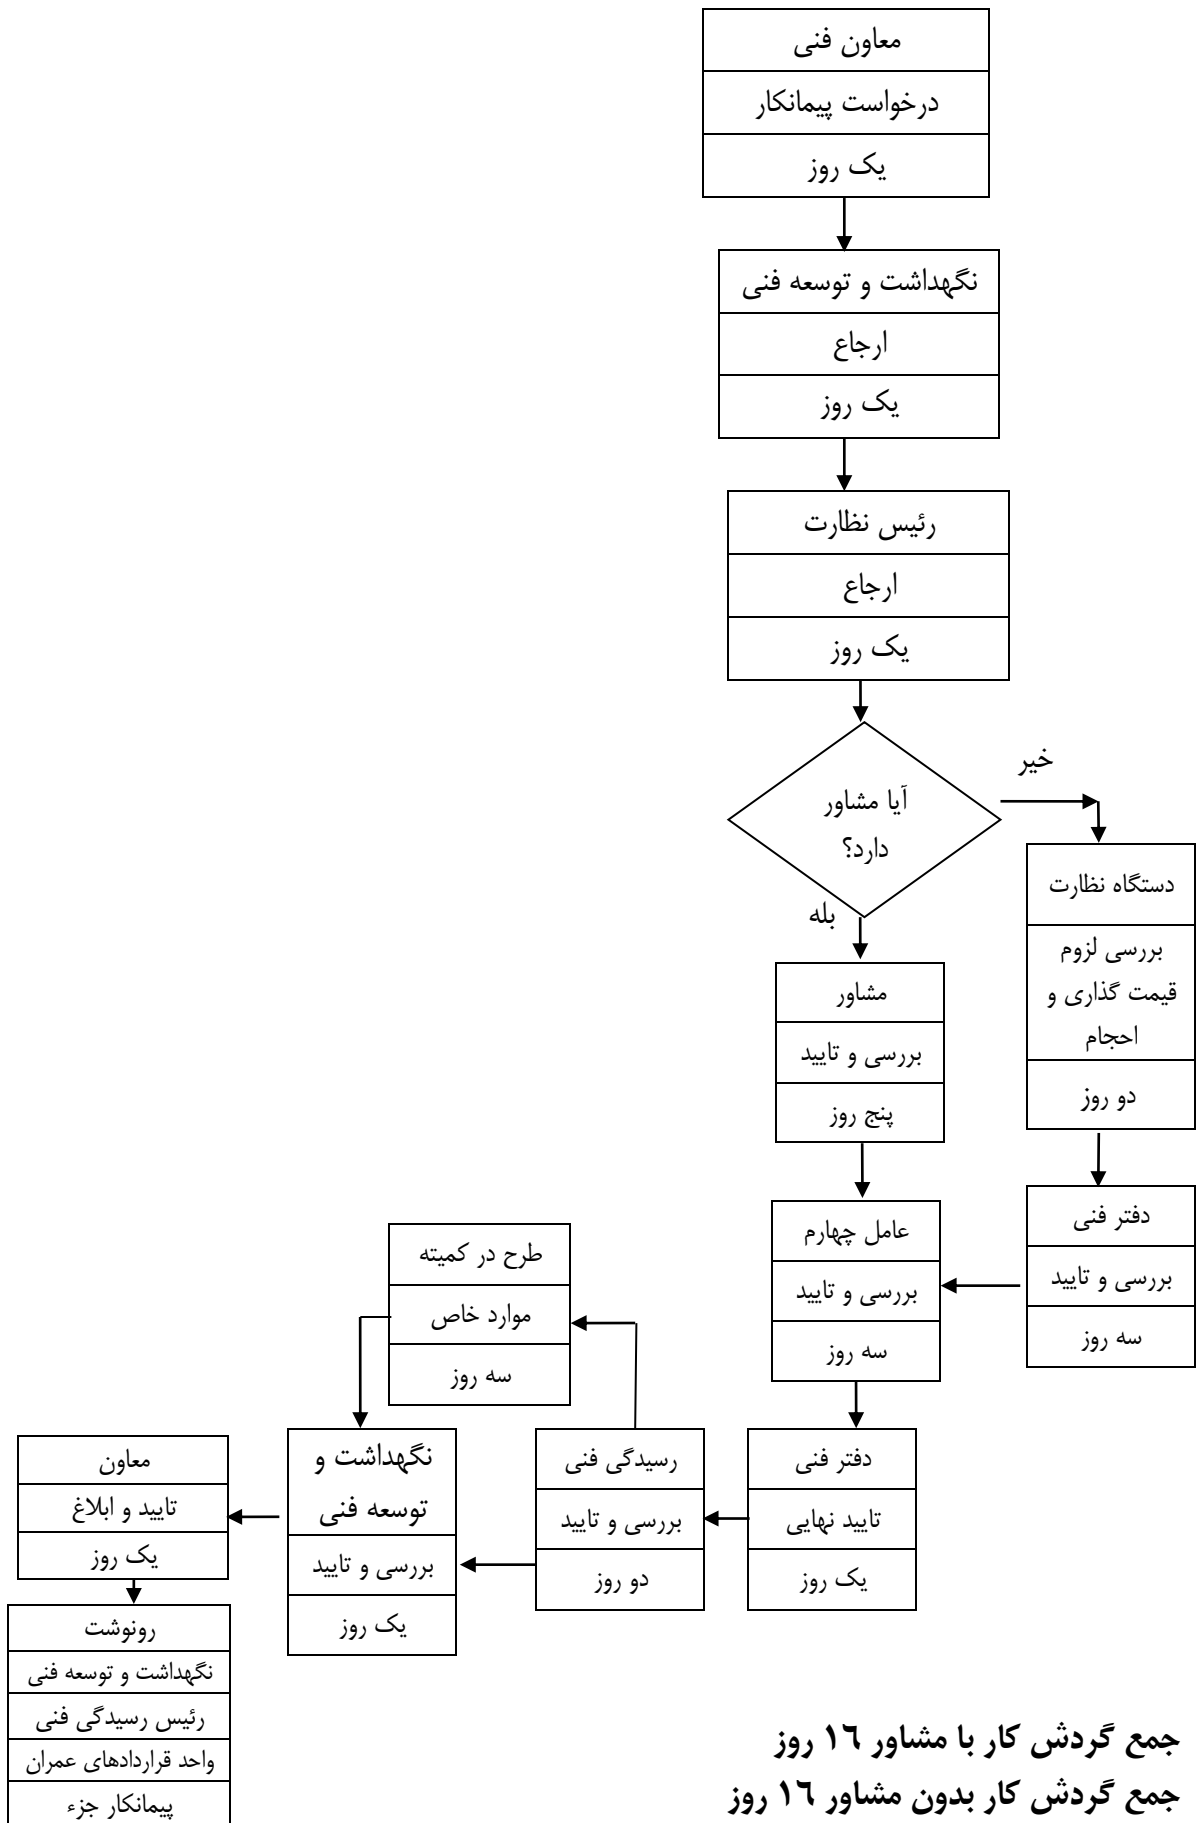 معاون فنی
درخواست پیمانکار
یک روز
نگهداشت و توسعه فنی
ارجاع
یک روز
رئیس نظارت
ارجاع
یک روز
آیا مشاور
دارد؟
خیر
بله
دستگاه نظارت
بررسی لزوم
قیمت گذاری و
احجام
دو روز
مشاور
بررسی و تایید
پنج روز
دفتر فنی
بررسی و تایید
سه روز
عامل چهارم
بررسی و تایید
سه روز
دفتر فنی
تایید نهایی
یک روز
رسیدگی فنی
بررسی و تایید
دو روز
طرح در کمیته
موارد خاص
سه روز
نگهداشت و
توسعه فنی
بررسی و تایید
یک روز
معاون
تایید و ابلاغ
یک روز
رونوشت
نگهداشت و توسعه فنی
رئیس رسیدگی فنی
واحد قراردادهای عمران
پیمانکار جزء
جمع گردش کار با مشاور ١٦ روز
جمع گردش کار بدون مشاور ١٦ روز